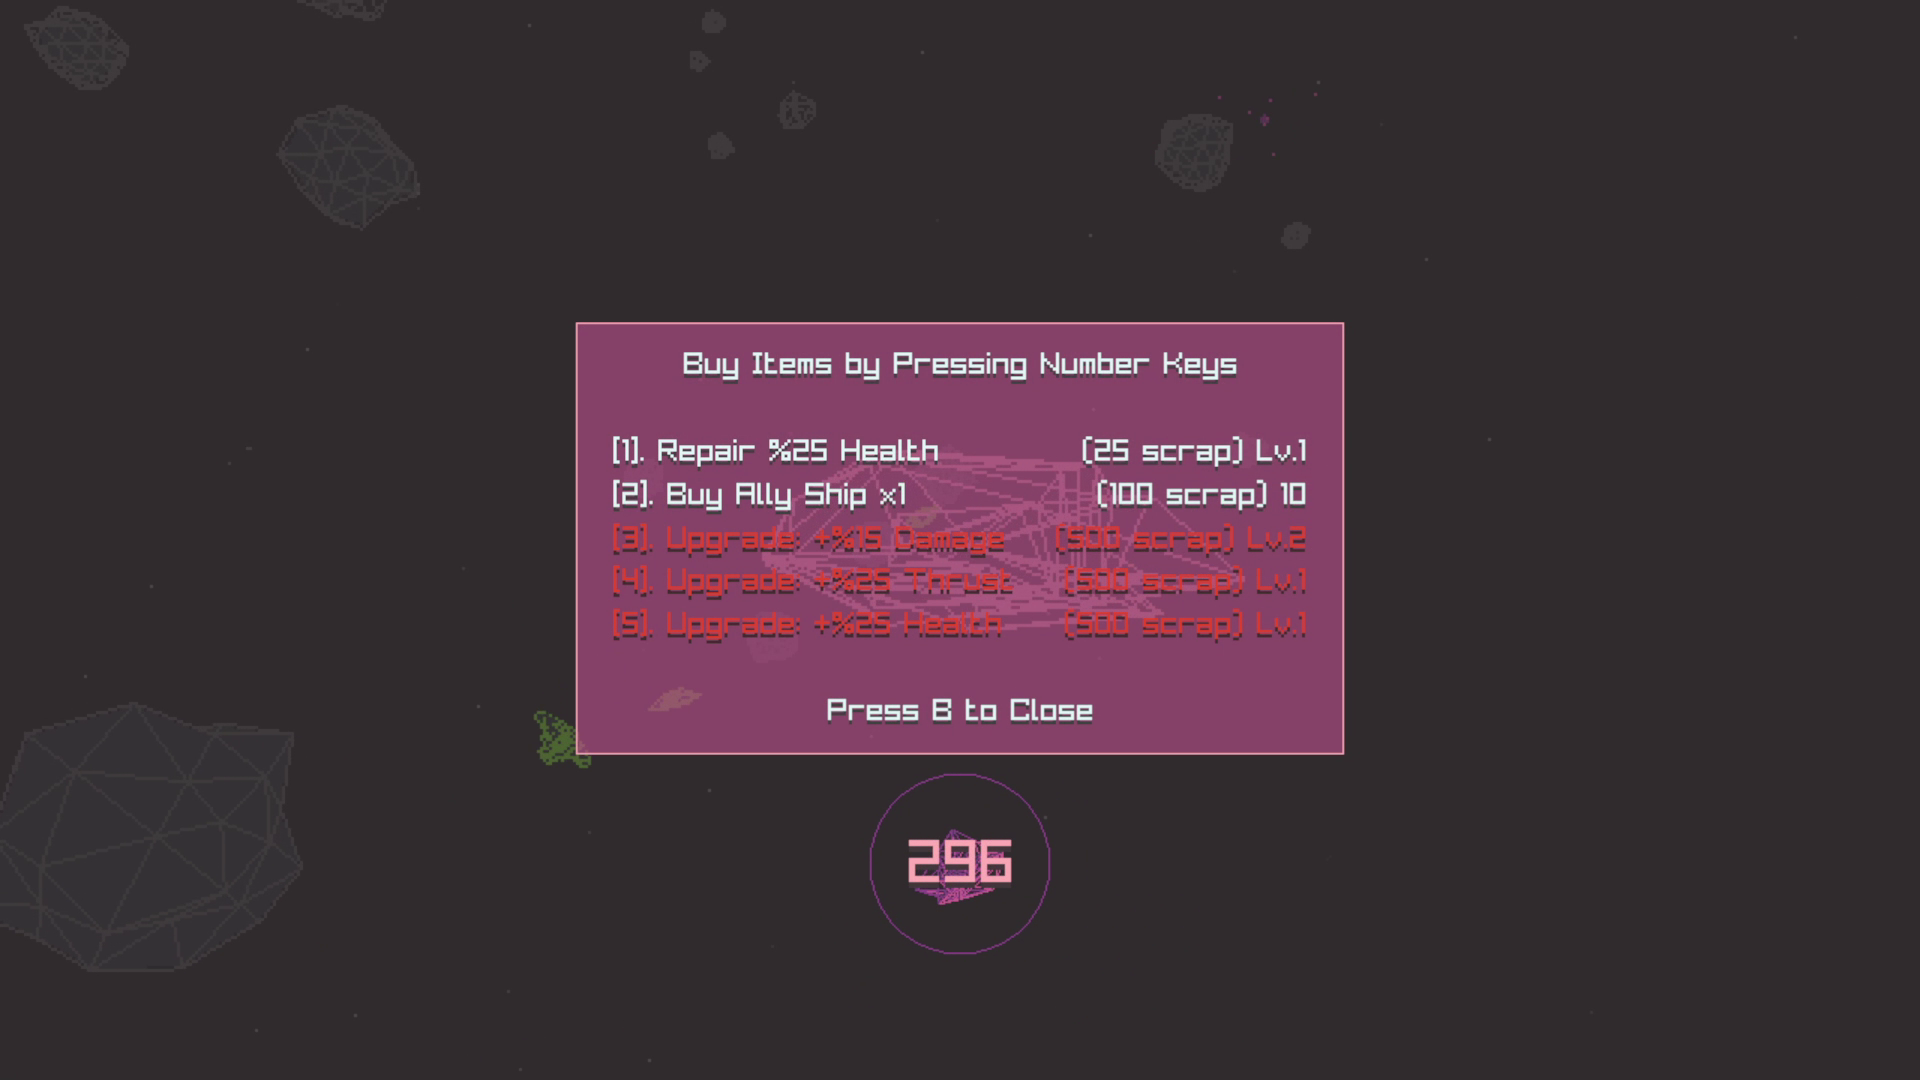 Buy Items by Pressing Number Keys
[1]. Repair %25 Health (25 scrap) Lv.1
[2]. Buy Ally Ship x1 (100 scrap) 10
[3]. Upgrade: +%15 Damage (500 scrap) Lv.2
[4]. Upgrade: +%25 Thrust (500 scrap) Lv.1
[5]. Upgrade: +%25 Health (500 scrap) Lv.1
Press B to Close
296